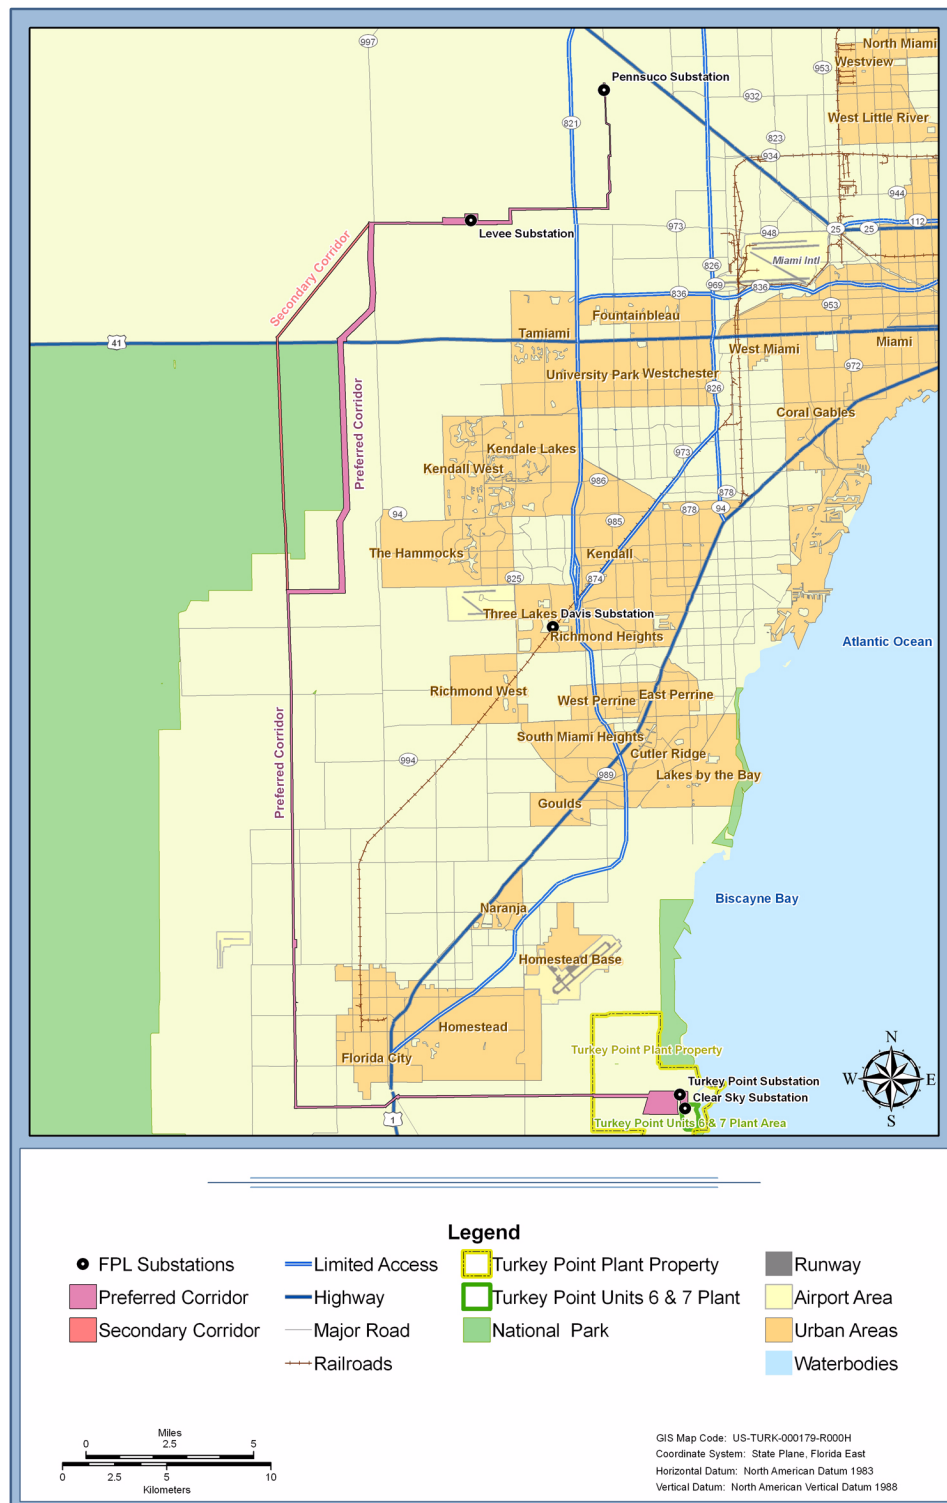 997
North Miami
Westview
953
Pennsuco Substation
932
West Little River
821
823
934
944
112
25
25
973
948
Levee Substation
Miami Intl
826
969
836
836
953
Secondary Corridor
Fountainbleau
Tamiami
41
West Miami
Miami
972
University Park
Westchester
826
Preferred Corridor
Coral Gables
Kendale Lakes
973
Kendall West
986
878
94
878
94
985
The Hammocks
Kendall
825
874
Three Lakes
Davis Substation
Richmond Heights
Atlantic Ocean
Richmond West
East Perrine
West Perrine
Preferred Corridor
South Miami Heights
994
Cutler Ridge
989
Lakes by the Bay
Goulds
Biscayne Bay
Naranja
Homestead Base
Homestead
Turkey Point Plant Property
Florida City
N
W
E
S
Turkey Point Substation
Clear Sky Substation
1
Turkey Point Units 6 & 7 Plant Area
Legend
FPL Substations
Preferred Corridor
Secondary Corridor
Limited Access
Highway
Major Road
Railroads
Turkey Point Plant Property
Turkey Point Units 6 & 7 Plant
National Park
Runway
Airport Area
Urban Areas
Waterbodies
Miles
0 2.5 5
0 2.5 5 10
Kilometers
GIS Map Code: US-TURK-000179-R000H
Coordinate System: State Plane, Florida East
Horizontal Datum: North American Datum 1983
Vertical Datum: North American Vertical Datum 1988